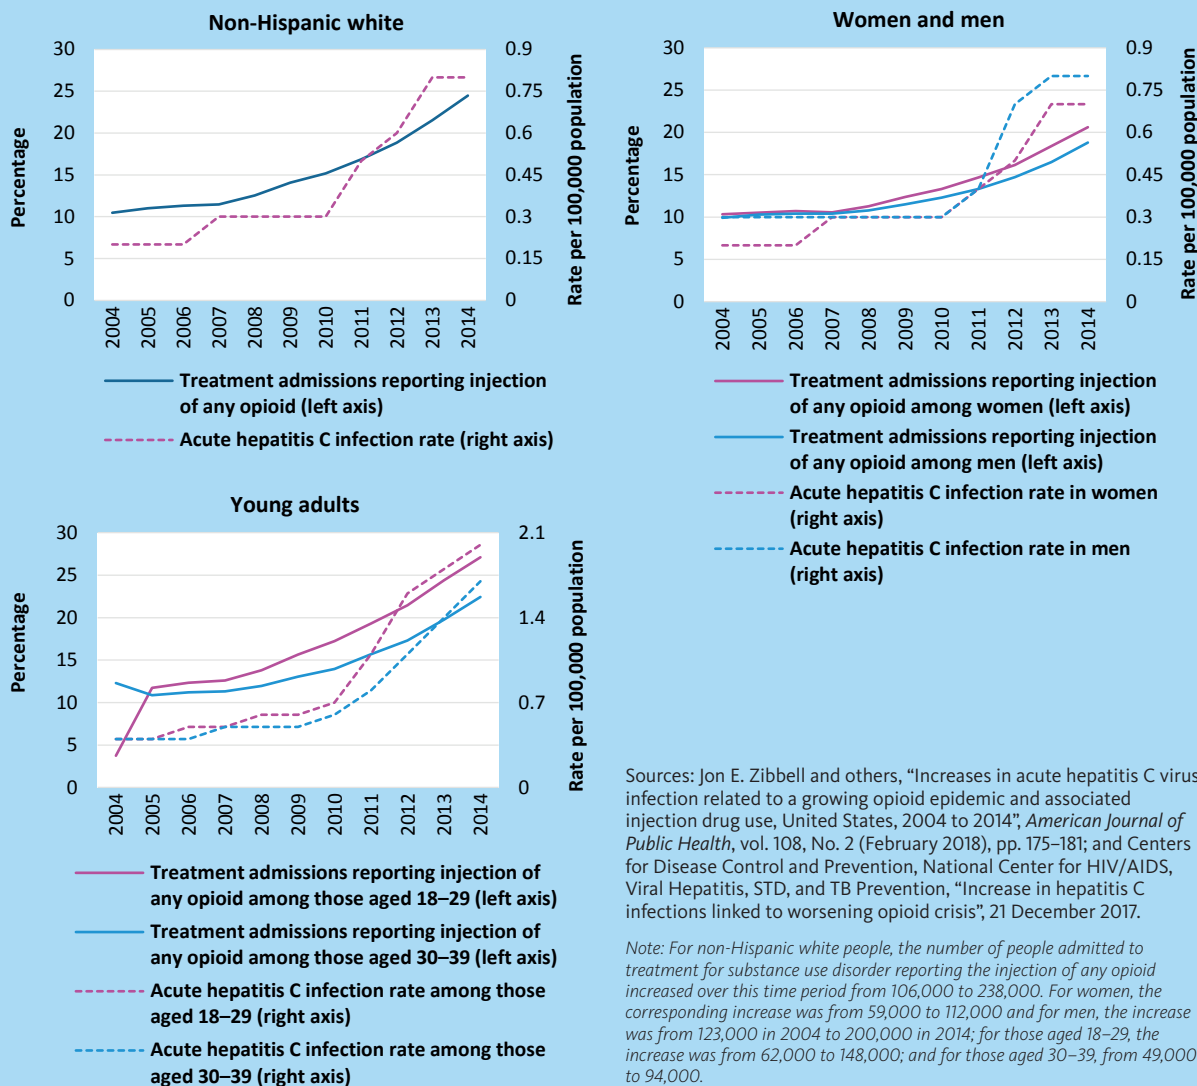 Non-Hispanic white
30
25
20
15
10
5
0
Percentage
0.9
0.75
0.6
0.45
0.3
0.15
0
Rate per 100,000 population
2004
2005
2006
2007
2008
2009
2010
2011
2012
2013
2014
Treatment admissions reporting injection
of any opioid (left axis)
Acute hepatitis C infection rate (right axis)
Women and men
30
25
20
15
10
5
0
Percentage
0.9
0.75
0.6
0.45
0.3
0.15
0
Rate per 100,000 population
2004
2005
2006
2007
2008
2009
2010
2011
2012
2013
2014
Treatment admissions reporting injection
of any opioid among women (left axis)
Treatment admissions reporting injection
of any opioid among men (left axis)
Acute hepatitis C infection rate in women
(right axis)
Acute hepatitis C infection rate in men
(right axis)
Young adults
30
25
20
15
10
5
0
Percentage
2.1
1.4
0.7
0
Rate per 100,000 population
2004
2005
2006
2007
2008
2009
2010
2011
2012
2013
2014
Treatment admissions reporting injection of
any opioid among those aged 18–29 (left axis)
Treatment admissions reporting injection of
any opioid among those aged 30–39 (left axis)
Acute hepatitis C infection rate among those
aged 18–29 (right axis)
Acute hepatitis C infection rate among those
aged 30–39 (right axis)
Sources: Jon E. Zibbell and others, “Increases in acute hepatitis C virus
infection related to a growing opioid epidemic and associated
injection drug use, United States, 2004 to 2014”, American Journal of
Public Health, vol. 108, No. 2 (February 2018), pp. 175–181; and Centers
for Disease Control and Prevention, National Center for HIV/AIDS,
Viral Hepatitis, STD, and TB Prevention, “Increase in hepatitis C
infections linked to worsening opioid crisis”, 21 December 2017.
Note: For non-Hispanic white people, the number of people admitted to
treatment for substance use disorder reporting the injection of any opioid
increased over this time period from 106,000 to 238,000. For women, the
corresponding increase was from 59,000 to 112,000 and for men, the increase
was from 123,000 in 2004 to 200,000 in 2014; for those aged 18–29, the
increase was from 62,000 to 148,000; and for those aged 30–39, from 49,000
to 94,000.